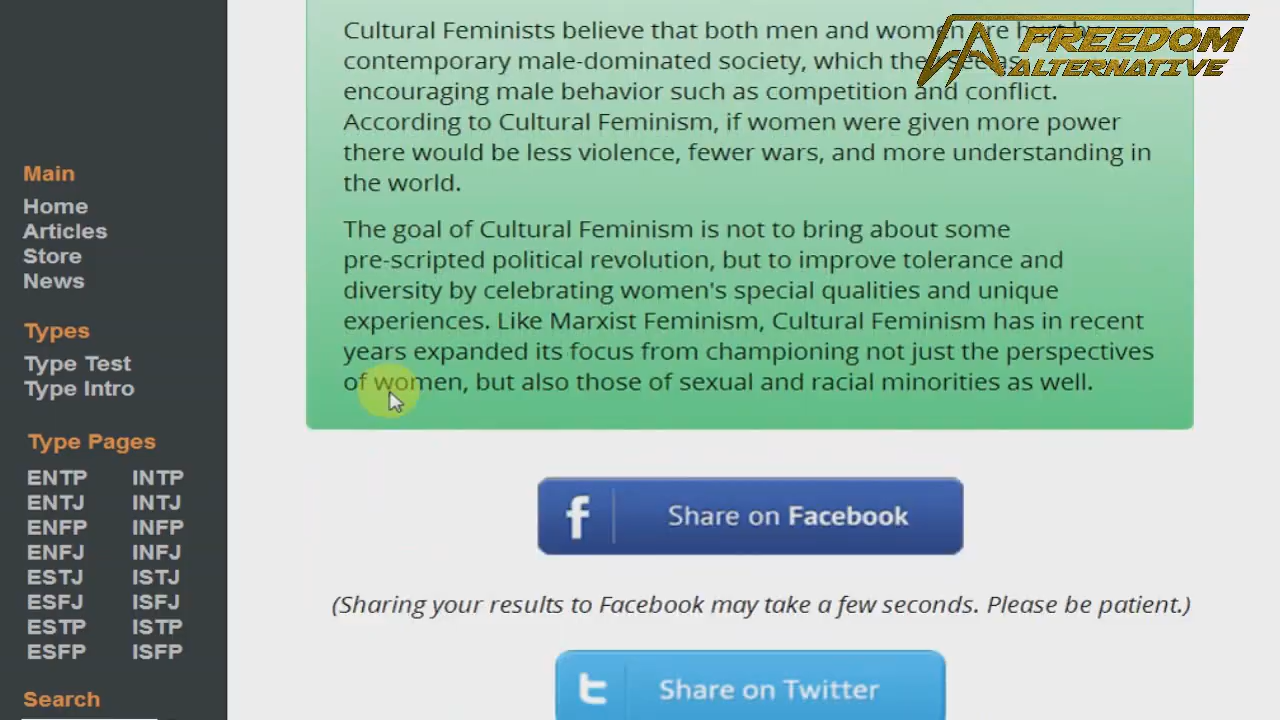 Cultural Feminists believe that both men and women are hurt by
contemporary male-dominated society, which they see as
encouraging male behavior such as competition and conflict.
According to Cultural Feminism, if women were given more power
there would be less violence, fewer wars, and more understanding in
the world.
The goal of Cultural Feminism is not to bring about some
pre-scripted political revolution, but to improve tolerance and
diversity by celebrating women's special qualities and unique
experiences. Like Marxist Feminism, Cultural Feminism has in recent
years expanded its focus from championing not just the perspectives
of women, but also those of sexual and racial minorities as well.
FREEDOM
ALTERNATIVE
Main
Home
Articles
Store
News
Types
Type Test
Type Intro
Type Pages
ENTP INTP
ENTJ INTJ
ENFP INFP
ENFJ INFJ
ESTJ ISTJ
ESFJ ISFJ
ESTP ISTP
ESFP ISFP
Search
f Share on Facebook
(Sharing your results to Facebook may take a few seconds. Please be patient.)
t Share on Twitter